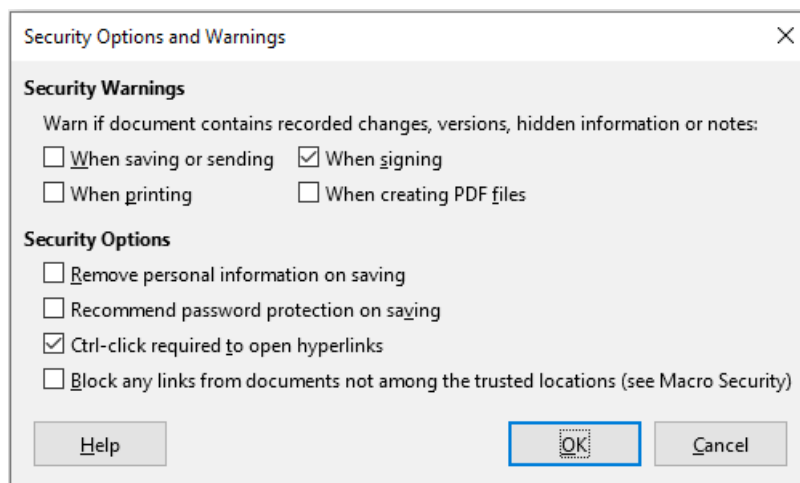 Security Options and Warnings
Security Warnings
Warn if document contains recorded changes, versions, hidden information or notes:
When saving or sending When signing
When printing When creating PDF files
Security Options
Remove personal information on saving
Recommend password protection on saving
Ctrl-click required to open hyperlinks
Block any links from documents not among the trusted locations (see Macro Security)
Help OK Cancel